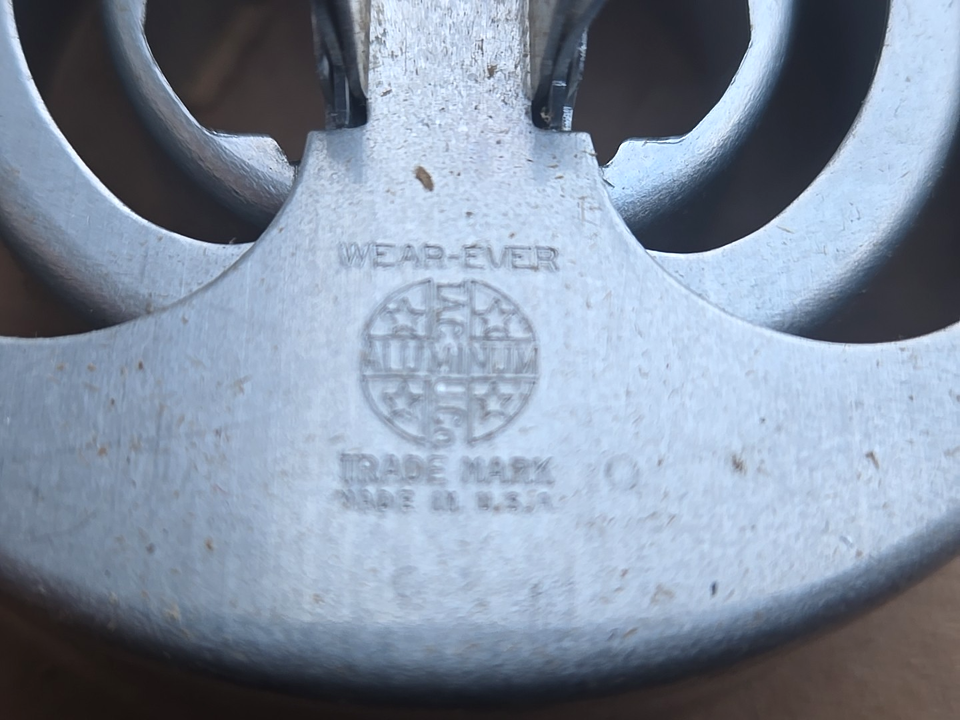 WEAR-EVER
ALUMINUM
TRADE MARK
MADE IN U.S.A.